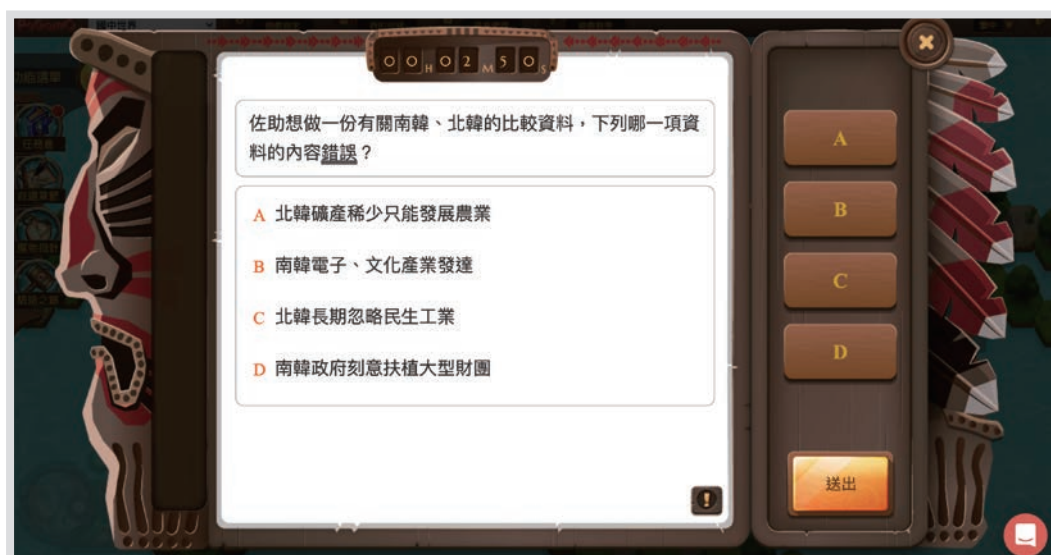 國中世界
00H02M50S
佐助想做一份有關南韓、北韓的比較資料，下列哪一項資
料的內容錯誤？
A 北韓礦產稀少只能發展農業
B 南韓電子、文化產業發達
C 北韓長期忽略民生工業
D 南韓政府刻意扶植大型財團
A
B
C
D
送出